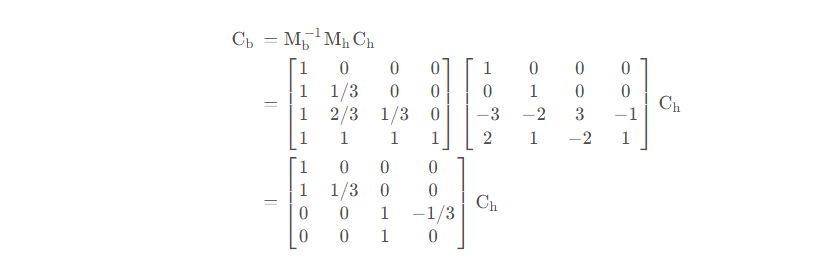 C_b = M_b^{-1} M_h C_h
= [1 0 0 0; 1 1/3 0 0; 1 2/3 1/3 0; 1 1 1 1] [1 0 0 0; 0 1 0 0; −3 −2 3 −1; 2 1 −2 1] C_h
= [1 0 0 0; 1 1/3 0 0; 0 0 1 −1/3; 0 0 1 0] C_h